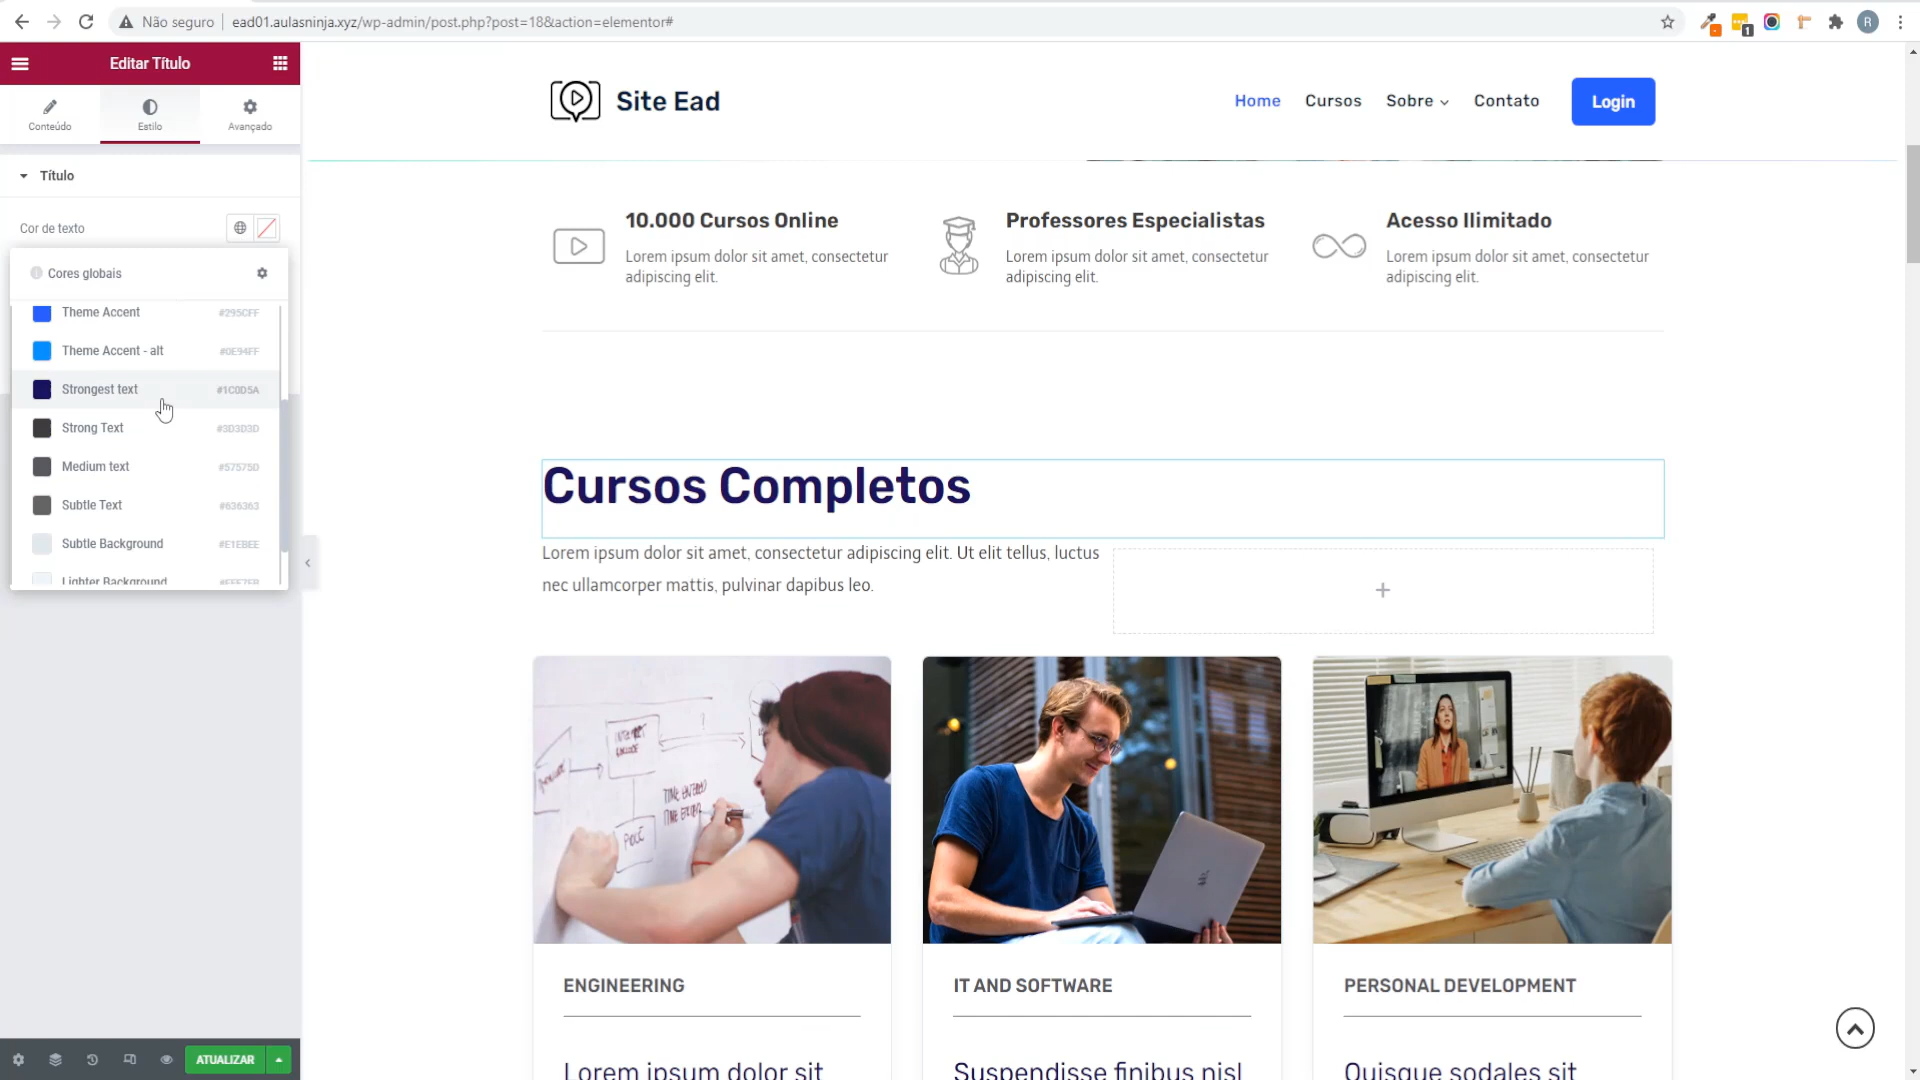 Não seguro
ead01.aulasninja.xyz/wp-admin/post.php?post=18&action=elementor#
1
R
Editar Título
Conteúdo
Estilo
Avançado
Título
Cor de texto
Cores globais
Theme Accent #295CFF
Theme Accent - alt #0E94FF
Strongest text #1C0D5A
Strong Text #3D3D3D
Medium text #57575D
Subtle Text #636363
Subtle Background #E1EBEE
Lighter Background
ATUALIZAR
Site Ead
Home
Cursos
Sobre
Contato
Login
10.000 Cursos Online
Lorem ipsum dolor sit amet, consectetur
adipiscing elit.
Professores Especialistas
Lorem ipsum dolor sit amet, consectetur
adipiscing elit.
Acesso Ilimitado
Lorem ipsum dolor sit amet, consectetur
adipiscing elit.
Cursos Completos
Lorem ipsum dolor sit amet, consectetur adipiscing elit. Ut elit tellus, luctus
nec ullamcorper mattis, pulvinar dapibus leo.
ENGINEERING
Lorem ipsum dolor sit
IT AND SOFTWARE
Suspendisse finibus nisl
PERSONAL DEVELOPMENT
Quisque sodales sit